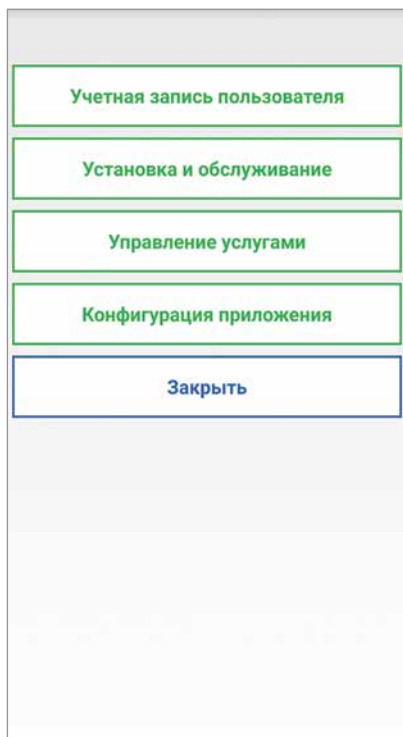 Учетная запись пользователя
Установка и обслуживание
Управление услугами
Конфигурация приложения
Закрыть